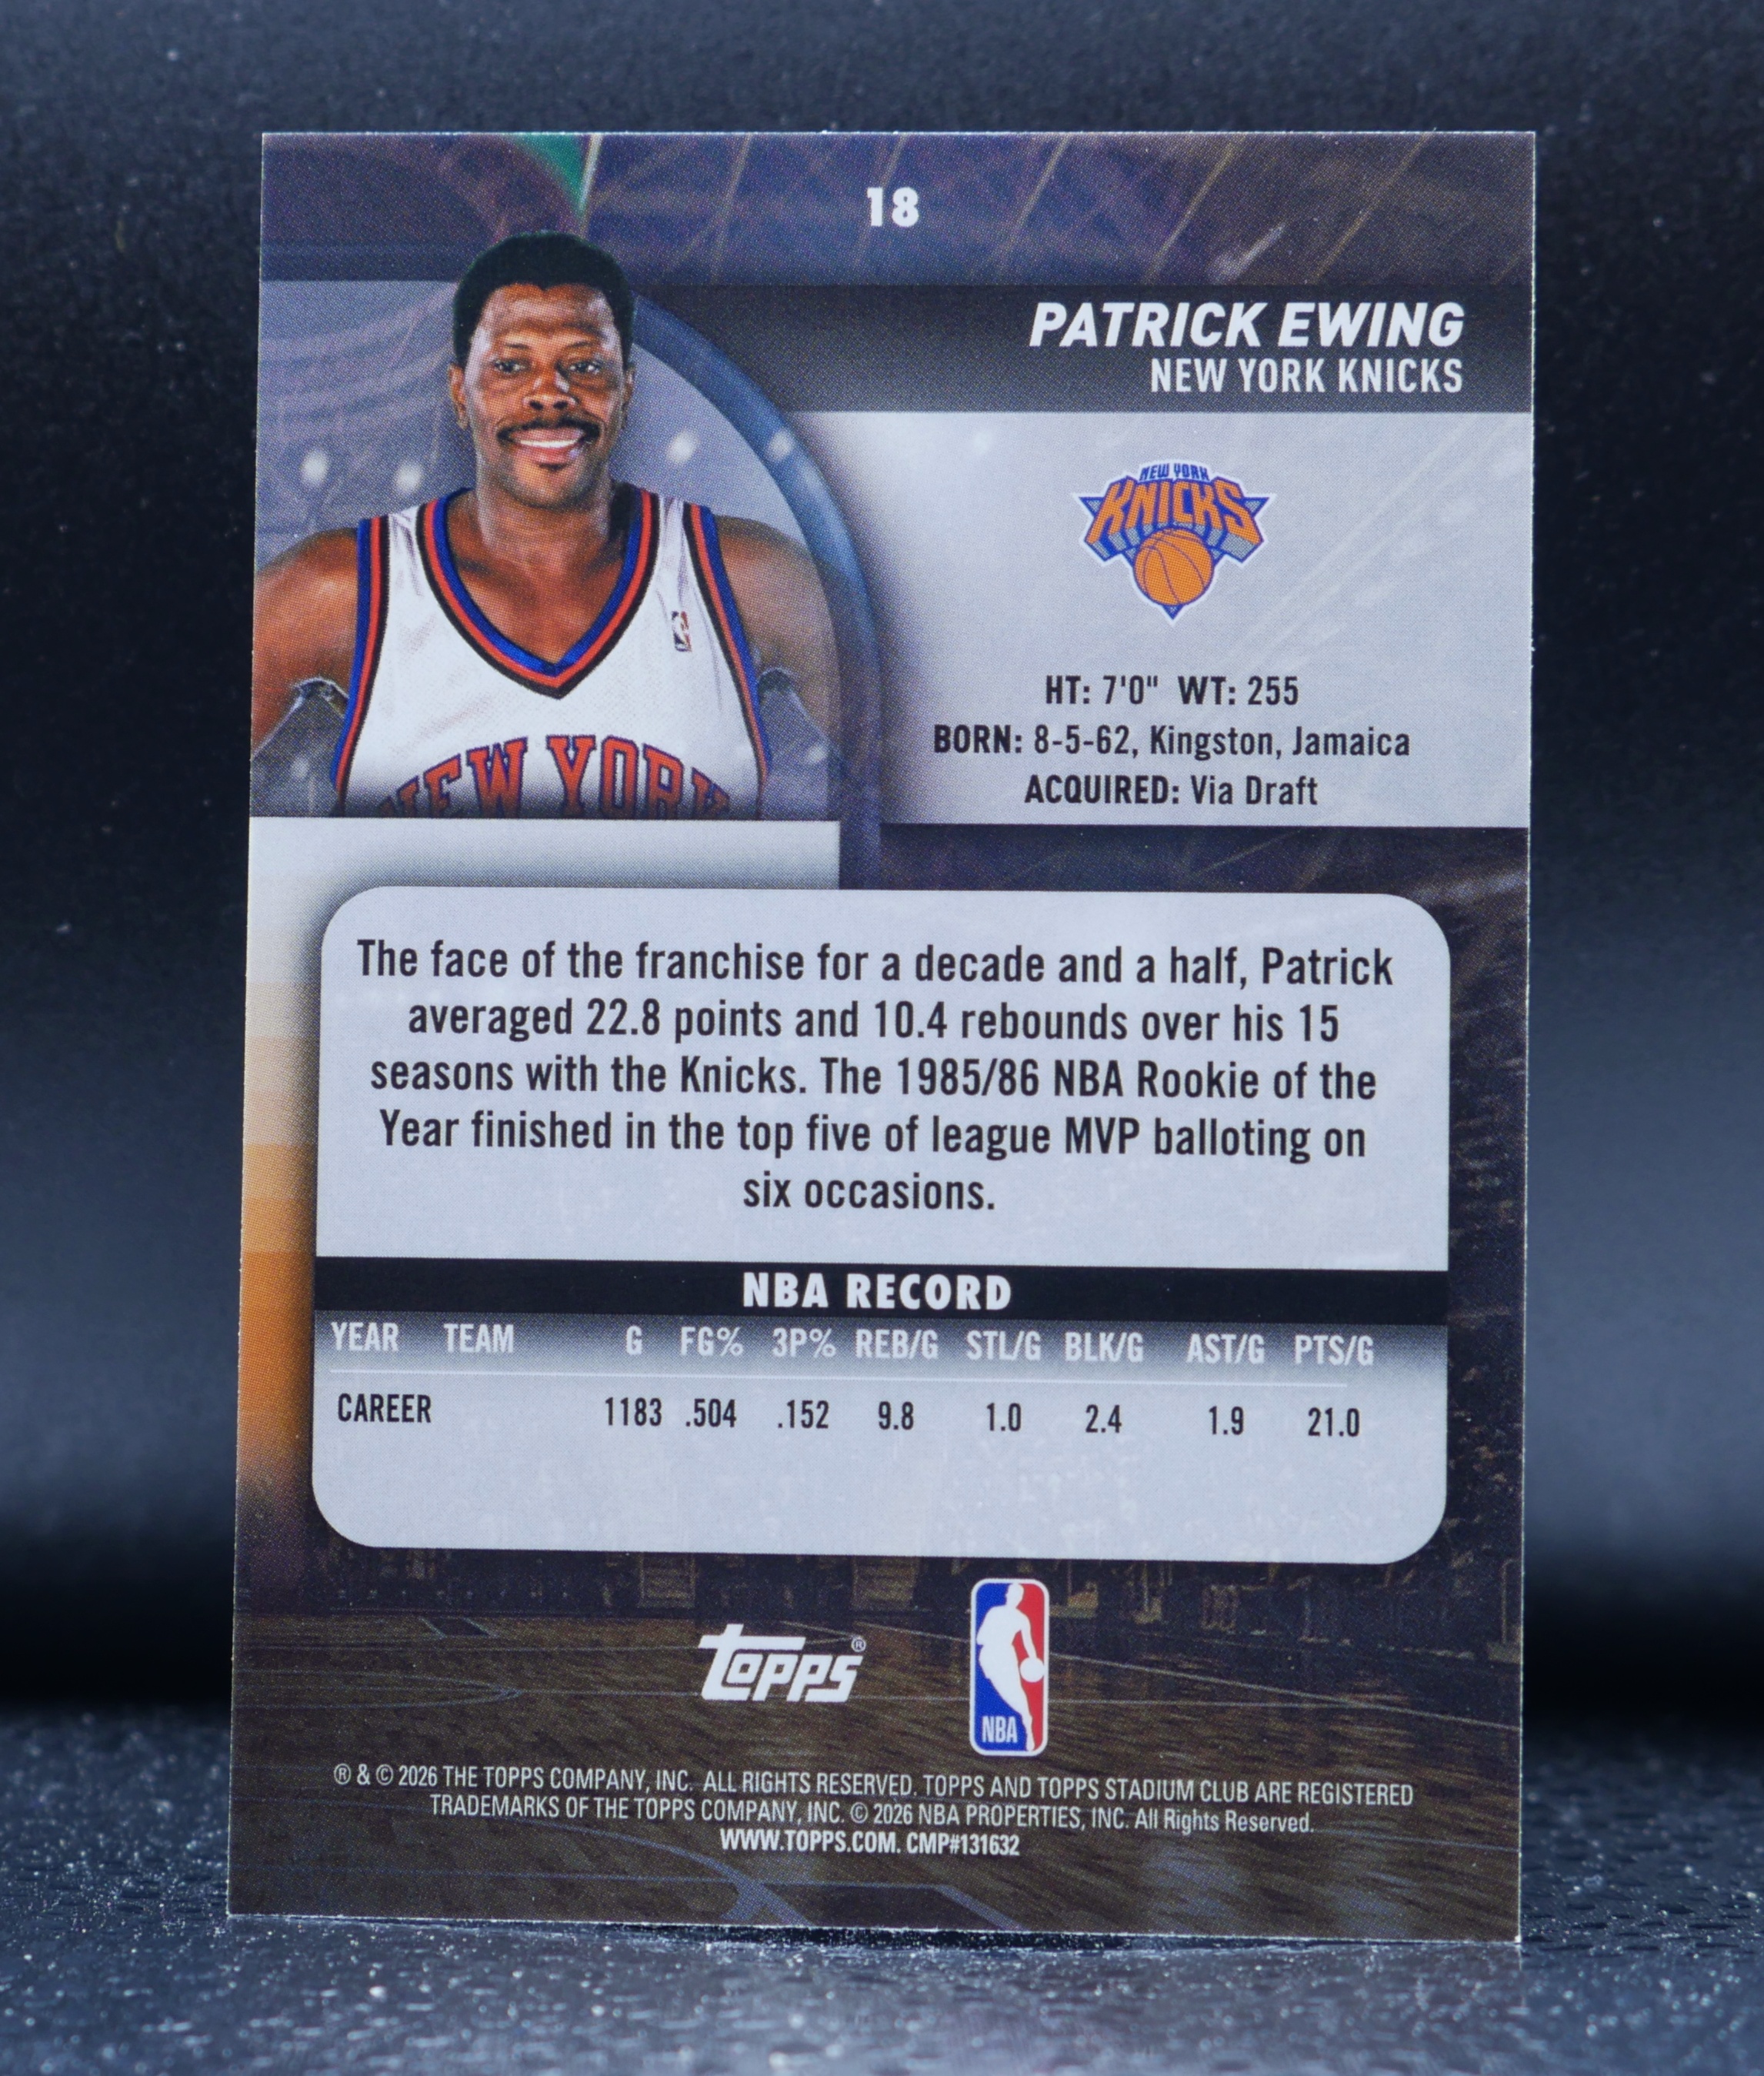 18
PATRICK EWING
NEW YORK KNICKS
NEW YORK
KNICKS
HT: 7'0" WT: 255
BORN: 8-5-62, Kingston, Jamaica
ACQUIRED: Via Draft
NEW YORK
The face of the franchise for a decade and a half, Patrick
averaged 22.8 points and 10.4 rebounds over his 15
seasons with the Knicks. The 1985/86 NBA Rookie of the
Year finished in the top five of league MVP balloting on
six occasions.
NBA RECORD
YEAR TEAM G FG% 3P% REB/G STL/G BLK/G AST/G PTS/G
CAREER 1183 .504 .152 9.8 1.0 2.4 1.9 21.0
topps®
NBA
® & © 2026 THE TOPPS COMPANY, INC. ALL RIGHTS RESERVED. TOPPS AND TOPPS STADIUM CLUB ARE REGISTERED
TRADEMARKS OF THE TOPPS COMPANY, INC. © 2026 NBA PROPERTIES, INC. All Rights Reserved.
WWW.TOPPS.COM. CMP#131632